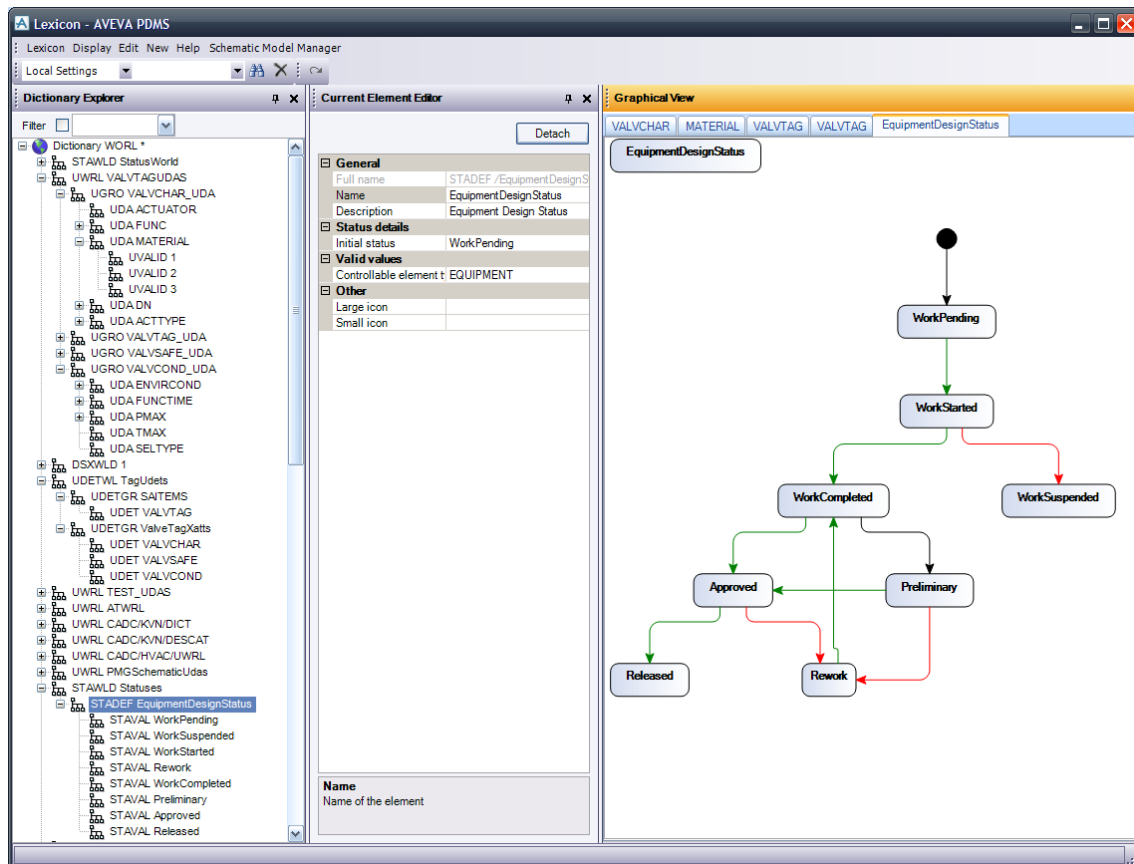 Lexicon - AVEVA PDMS
Lexicon Display Edit New Help Schematic Model Manager
Local Settings
Dictionary Explorer
Filter
Dictionary WORL *
STAWLD StatusWorld
UWRL VALVTAGUDAS
UGRO VALVCHAR_UDA
UDA ACTUATOR
UDA FUNC
UDA MATERIAL
UVALID 1
UVALID 2
UVALID 3
UDA DN
UDA ACTTYPE
UGRO VALVTAG_UDA
UGRO VALVSAFE_UDA
UGRO VALVCOND_UDA
UDA ENVIRCOND
UDA FUNCTIME
UDA PMAX
UDA TMAX
UDA SELTYPE
DSXWLD 1
UDETWL TagUdets
UDETGR SAITEMS
UDET VALVTAG
UDETGR ValveTagXatts
UDET VALVCHAR
UDET VALVSAFE
UDET VALVCOND
UWRL TEST_UDAS
UWRL ATWRL
UWRL CADC/KVN/DICT
UWRL CADC/KVN/DESCAT
UWRL CADC/HVAC/UWRL
UWRL PMGSchematicUdas
STAWLD Statuses
STADEF EquipmentDesignStatus
STAVAL WorkPending
STAVAL WorkSuspended
STAVAL WorkStarted
STAVAL Rework
STAVAL WorkCompleted
STAVAL Preliminary
STAVAL Approved
STAVAL Released
Current Element Editor
Detach
General
Full name STADEF /EquipmentDesignS
Name EquipmentDesignStatus
Description Equipment Design Status
Status details
Initial status WorkPending
Valid values
Controllable element t EQUIPMENT
Other
Large icon
Small icon
Name
Name of the element
Graphical View
VALVCHAR MATERIAL VALVTAG VALVTAG EquipmentDesignStatus
EquipmentDesignStatus
WorkPending
WorkStarted
WorkCompleted WorkSuspended
Approved Preliminary
Released Rework